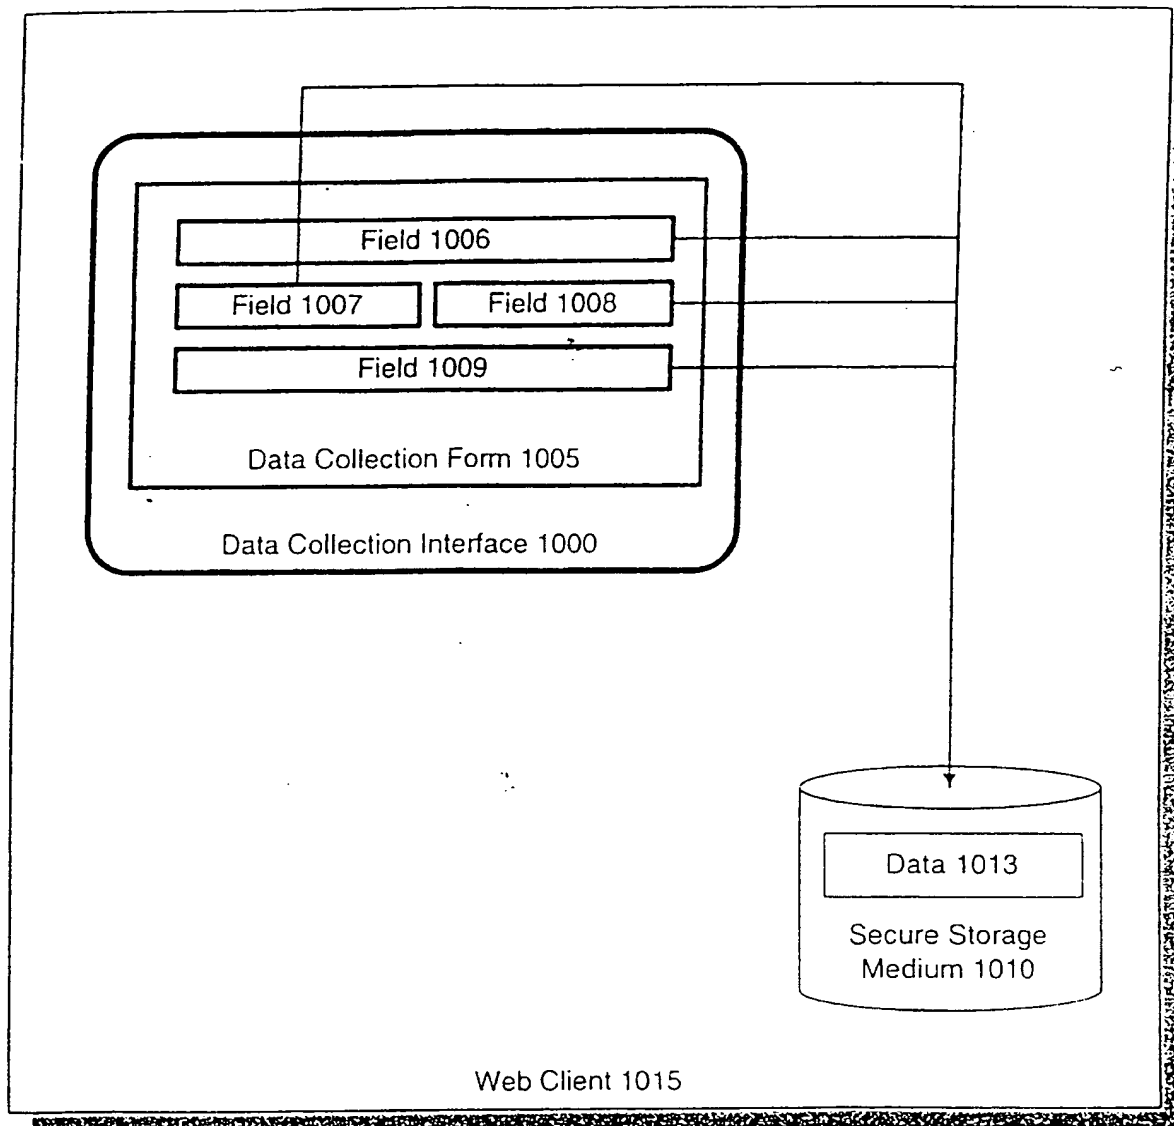 Field 1006
Field 1007
Field 1008
Field 1009
Data Collection Form 1005
Data Collection Interface 1000
Data 1013
Secure Storage
Medium 1010
Web Client 1015